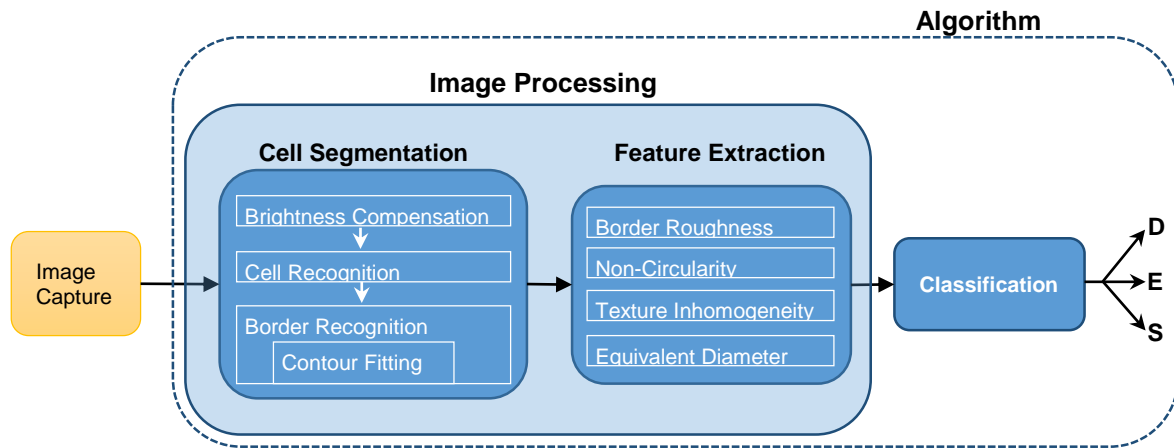 Algorithm
Image Processing
Cell Segmentation
Brightness Compensation
Cell Recognition
Border Recognition
Contour Fitting
Feature Extraction
Border Roughness
Non-Circularity
Texture Inhomogeneity
Equivalent Diameter
Image
Capture
Classification
D
E
S